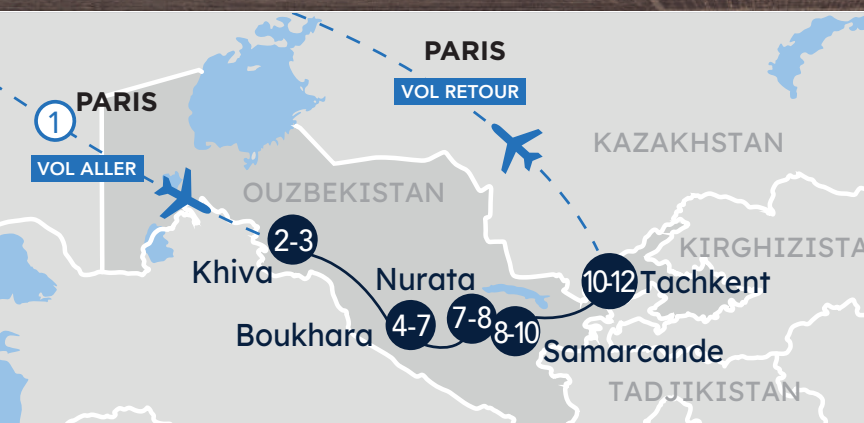 PARIS
VOL RETOUR
PARIS
1
VOL ALLER
KAZAKHSTAN
OUZBEKISTAN
KIRGHIZISTA
2-3
Khiva
Nurata
10-12 Tachkent
Boukhara
4-7
7-8
8-10
Samarcande
TADJIKISTAN